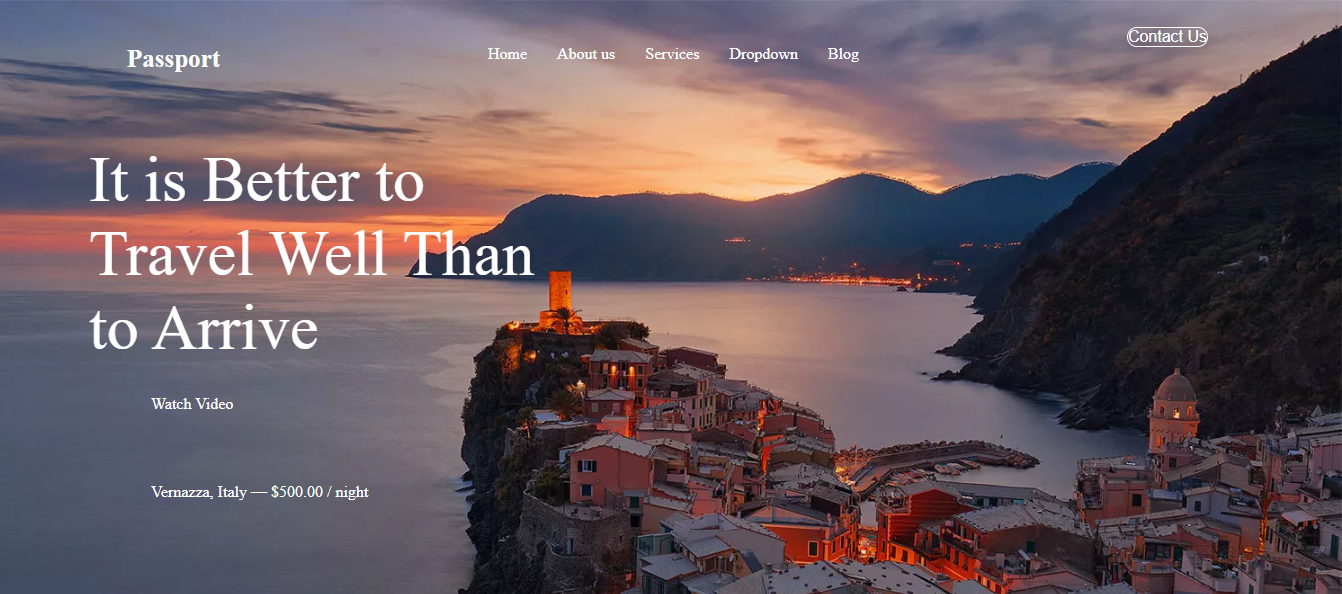 Passport
Home About us Services Dropdown Blog
Contact Us
It is Better to
Travel Well Than
to Arrive
Watch Video
Vernazza, Italy — $500.00 / night